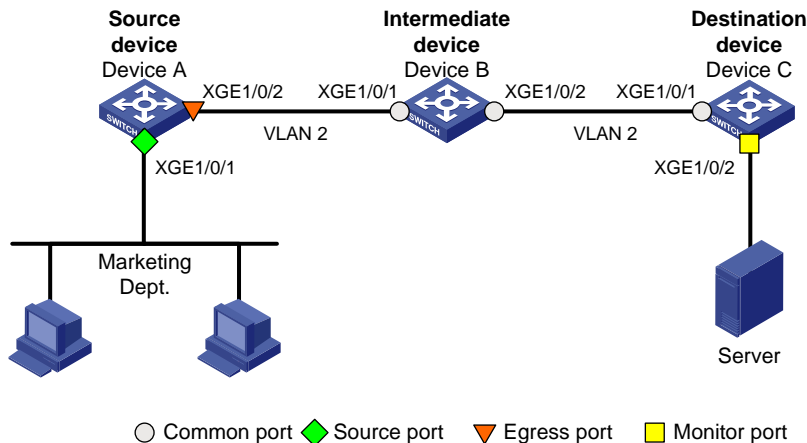 Source
device
Device A
Intermediate
device
Device B
Destination
device
Device C
XGE1/0/2
XGE1/0/1
XGE1/0/2
XGE1/0/1
SWITCH
SWITCH
SWITCH
VLAN 2
VLAN 2
XGE1/0/1
XGE1/0/2
Marketing
Dept.
Server
Common port
Source port
Egress port
Monitor port